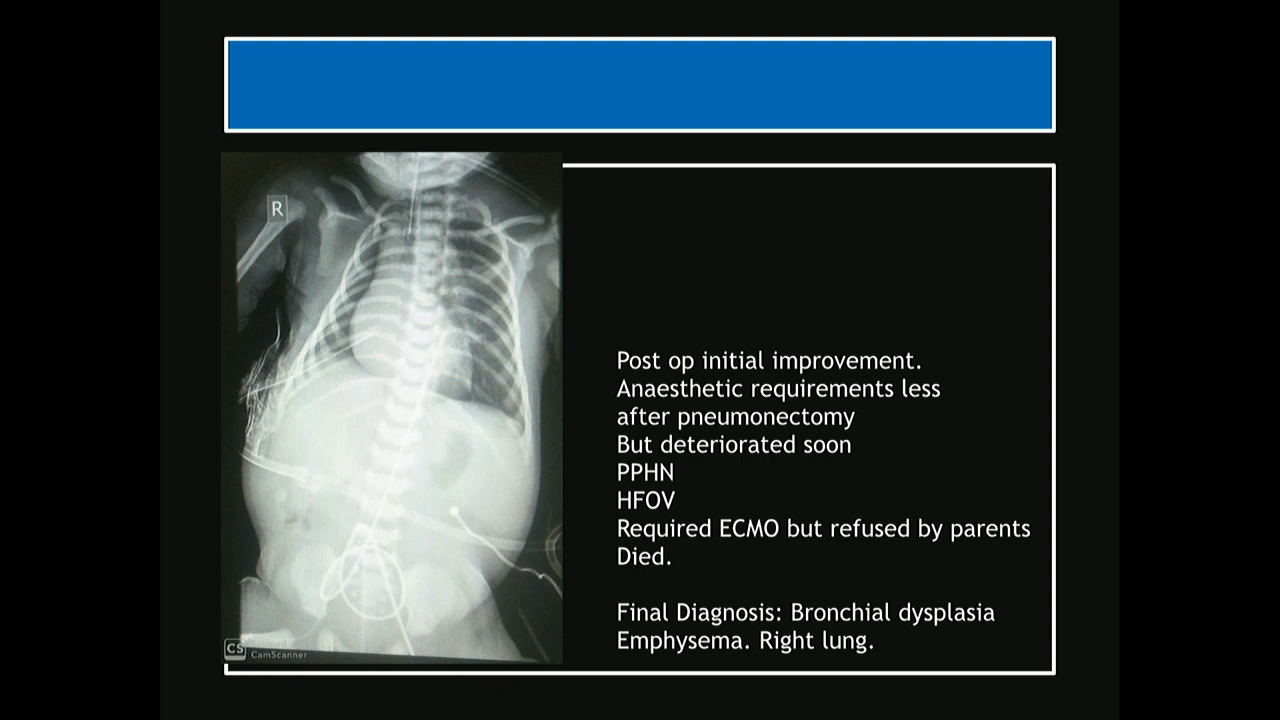 R
Post op initial improvement.
Anaesthetic requirements less
after pneumonectomy
But deteriorated soon
PPHN
HFOV
Required ECMO but refused by parents
Died.
Final Diagnosis: Bronchial dysplasia
Emphysema. Right lung.
CS
CamScanner